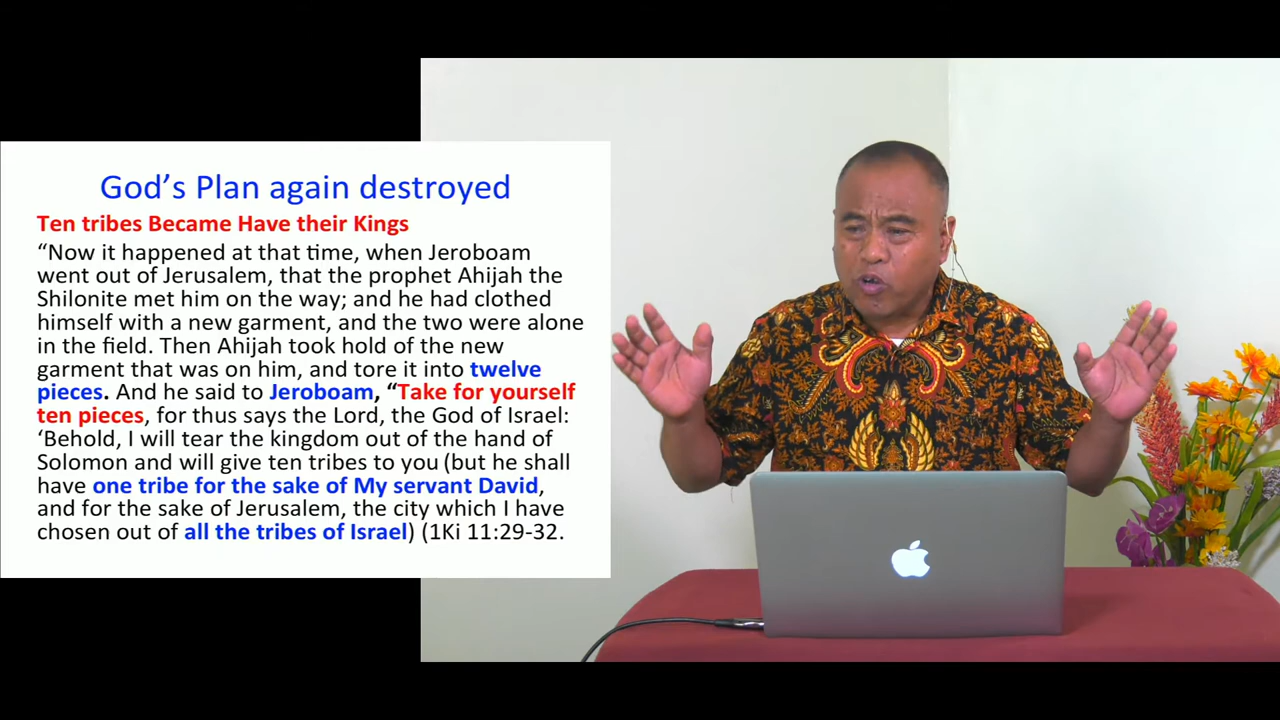 God’s Plan again destroyed
Ten tribes Became Have their Kings
“Now it happened at that time, when Jeroboam
went out of Jerusalem, that the prophet Ahijah the
Shilonite met him on the way; and he had clothed
himself with a new garment, and the two were alone
in the field. Then Ahijah took hold of the new
garment that was on him, and tore it into twelve
pieces. And he said to Jeroboam, “Take for yourself
ten pieces, for thus says the Lord, the God of Israel:
‘Behold, I will tear the kingdom out of the hand of
Solomon and will give ten tribes to you (but he shall
have one tribe for the sake of My servant David,
and for the sake of Jerusalem, the city which I have
chosen out of all the tribes of Israel) (1Ki 11:29-32.